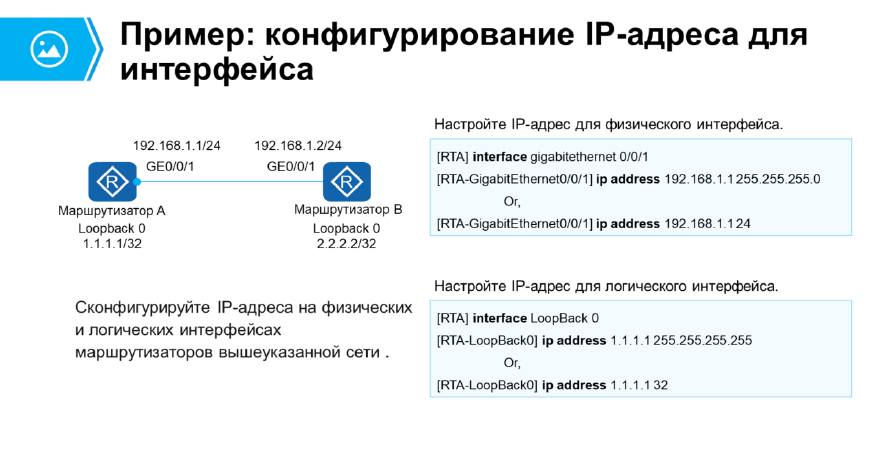 Пример: конфигурирование IP-адреса для
интерфейса
192.168.1.1/24
192.168.1.2/24
GE0/0/1
GE0/0/1
R
R
Маршрутизатор A
Маршрутизатор B
Loopback 0
Loopback 0
1.1.1.1/32
2.2.2.2/32
Сконфигурируйте IP-адреса на физических
и логических интерфейсах
маршрутизаторов вышеуказанной сети .
Настройте IP-адрес для физического интерфейса.
[RTA] interface gigabitethernet 0/0/1
[RTA-GigabitEthernet0/0/1] ip address 192.168.1.1 255.255.255.0
Or,
[RTA-GigabitEthernet0/0/1] ip address 192.168.1.1 24
Настройте IP-адрес для логического интерфейса.
[RTA] interface LoopBack 0
[RTA-LoopBack0] ip address 1.1.1.1 255.255.255.255
Or,
[RTA-LoopBack0] ip address 1.1.1.1 32